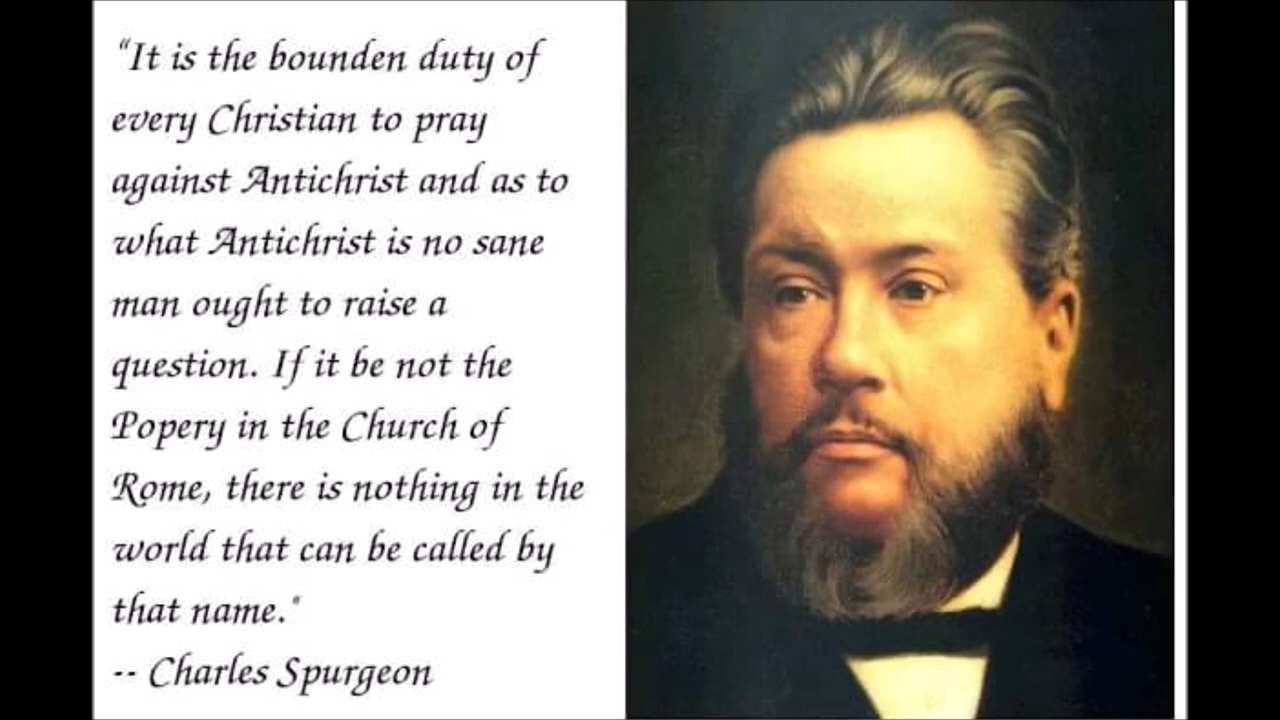 “It is the bounden duty of
every Christian to pray
against Antichrist and as to
what Antichrist is no sane
man ought to raise a
question. If it be not the
Popery in the Church of
Rome, there is nothing in the
world that can be called by
that name."
-- Charles Spurgeon